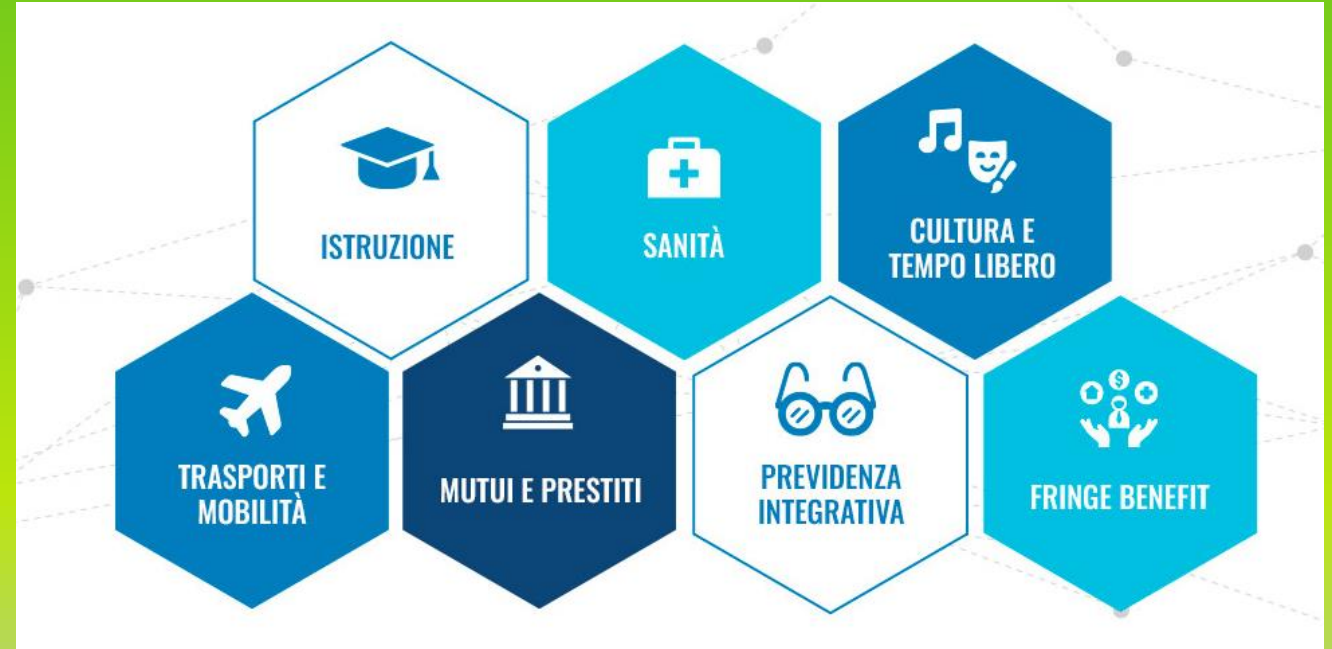 ISTRUZIONE
SANITÀ
CULTURA E
TEMPO LIBERO
TRASPORTI E
MOBILITÀ
MUTUI E PRESTITI
PREVIDENZA
INTEGRATIVA
FRINGE BENEFIT